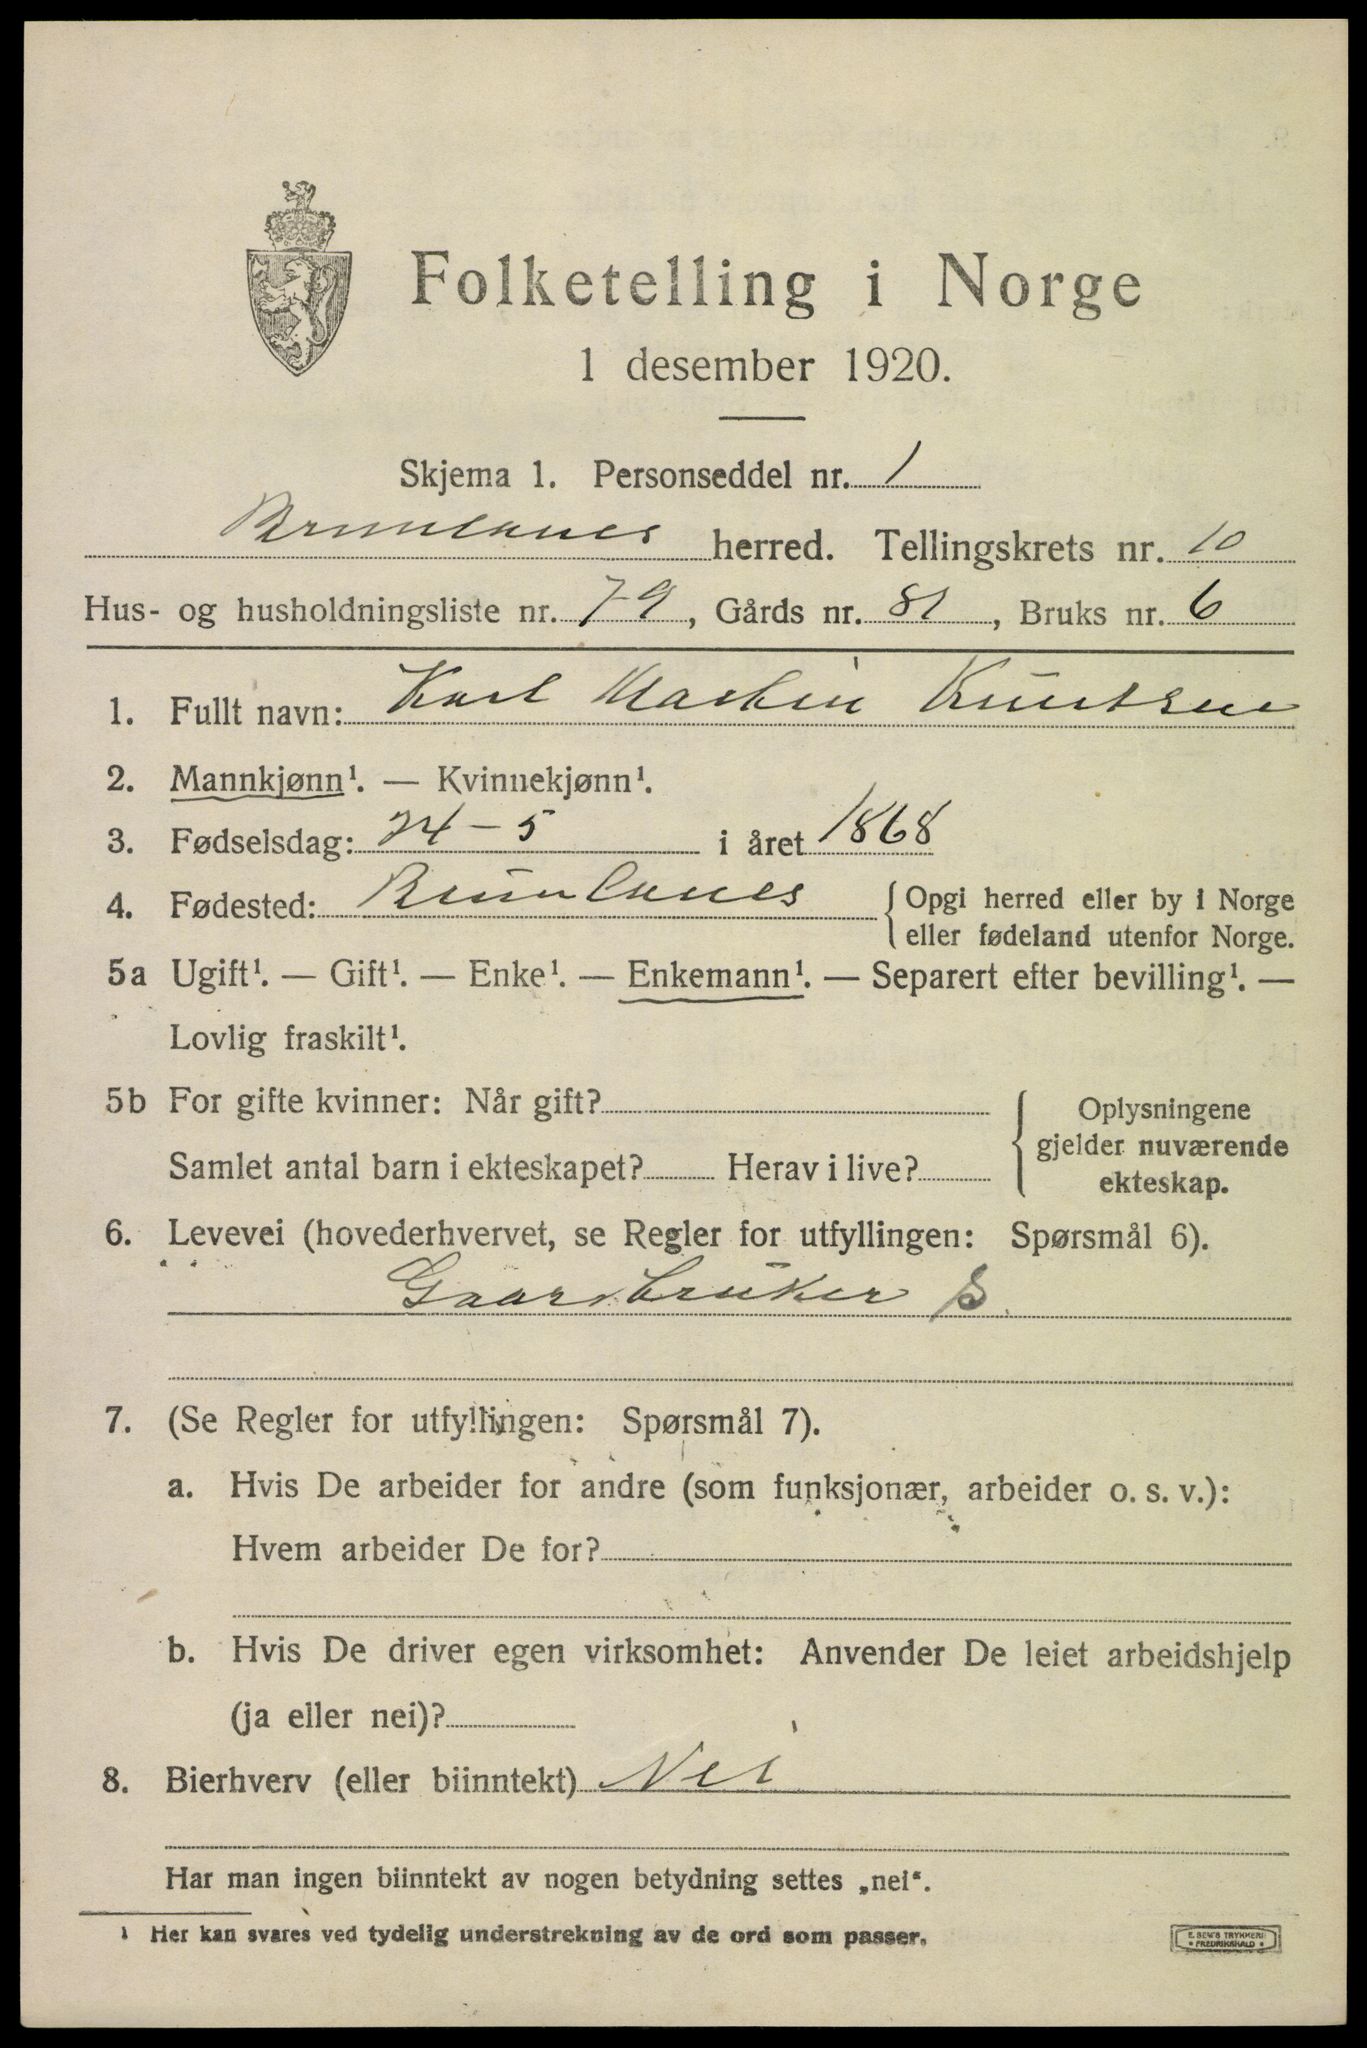 Folketelling i Norge
1 desember 1920.
Skjema 1. Personseddel nr. 1
Brunlanes herred. Tellingskrets nr. 10
Hus- og husholdningsliste nr. 79, Gårds nr. 81, Bruks nr. 6
1. Fullt navn: Karl Martin Knutsen
2. Mannkjønn¹. — Kvinnekjønn¹.
3. Fødselsdag: 24-5 i året 1868
4. Fødested: Brunlanes {Opgi herred eller by i Norge
eller fødeland utenfor Norge.
5a Ugift¹. — Gift¹. — Enke¹. — Enkemann¹. — Separert efter bevilling¹. —
Lovlig fraskilt¹.
5b For gifte kvinner: Når gift?
Samlet antal barn i ekteskapet? Herav i live?
{Oplysningene
gjelder nuværende
ekteskap.
6. Levevei (hovederhvervet, se Regler for utfyllingen: Spørsmål 6).
Gaardbruker S
7. (Se Regler for utfyllingen: Spørsmål 7).
a. Hvis De arbeider for andre (som funksjonær, arbeider o. s. v.):
Hvem arbeider De for?
b. Hvis De driver egen virksomhet: Anvender De leiet arbeidshjelp
(ja eller nei)?
8. Bierhverv (eller biinntekt) Nei
Har man ingen biinntekt av nogen betydning settes „nei“.
¹ Her kan svares ved tydelig understrekning av de ord som passer.
E. SEM'S TRYKKERI
• FREDRIKSHALD •